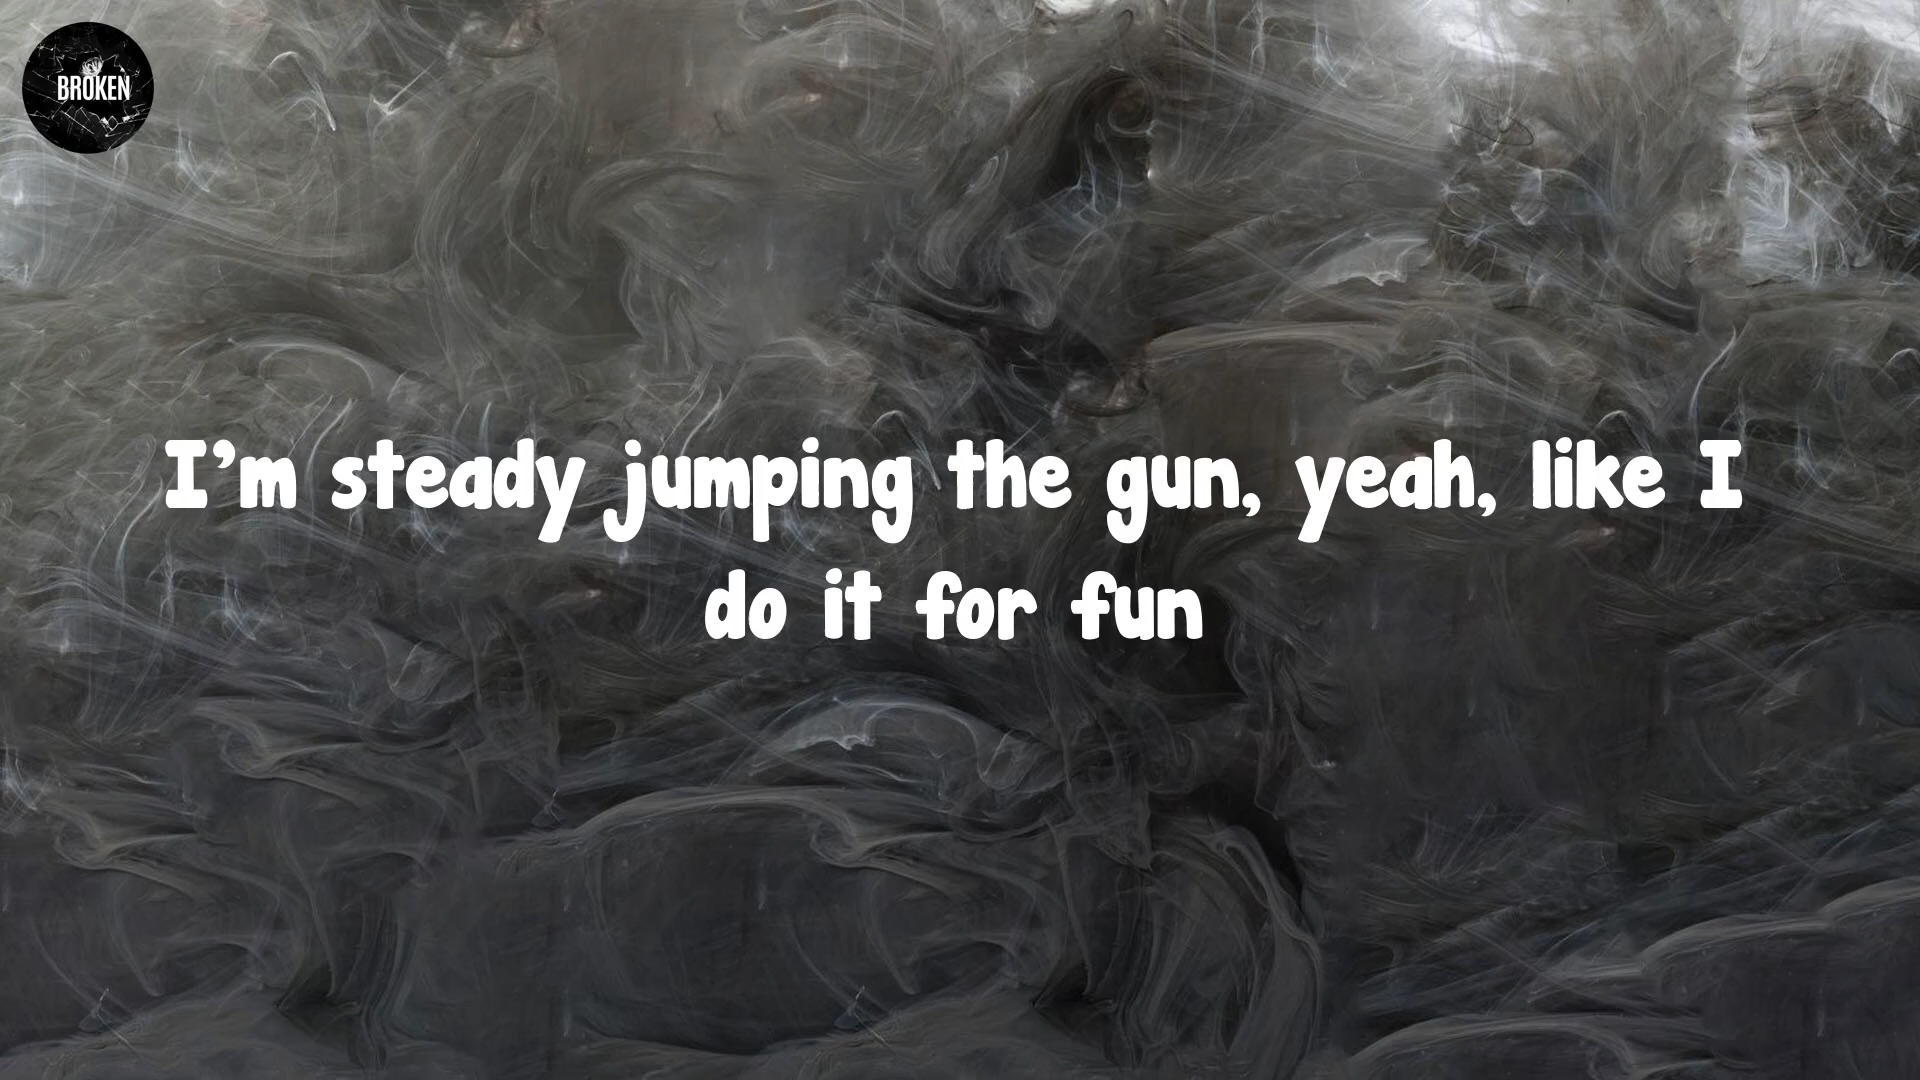 BROKEN
I’m steady jumping the gun, yeah, like I
do it for fun